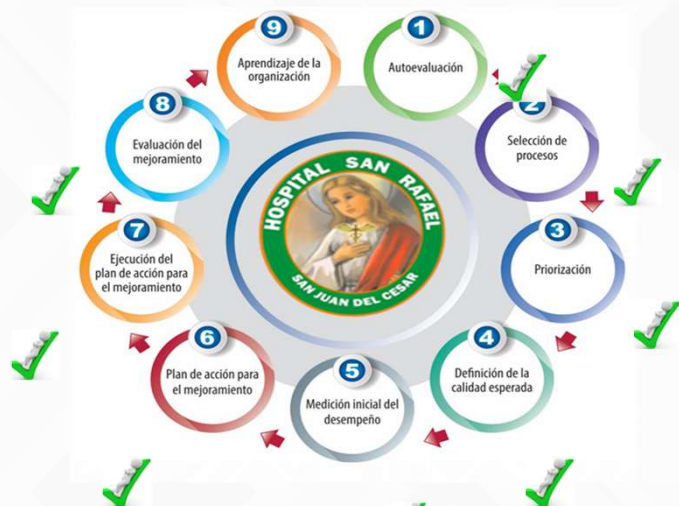 1
Autoevaluación
2
Selección de
procesos
3
Priorización
4
Definición de la
calidad esperada
5
Medición inicial del
desempeño
6
Plan de acción para
el mejoramiento
7
Ejecución del
plan de acción para
el mejoramiento
8
Evaluación del
mejoramiento
9
Aprendizaje de la
organización
HOSPITAL SAN RAFAEL
SAN JUAN DEL CESAR